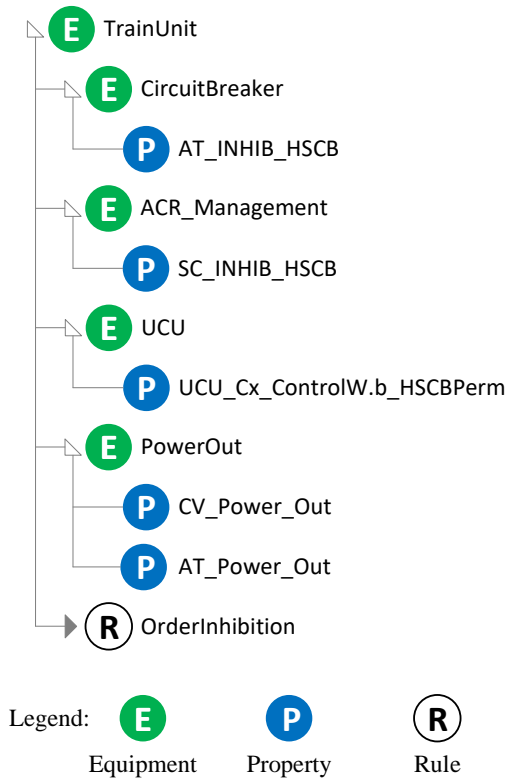 E TrainUnit
E CircuitBreaker
P AT_INHIB_HSCB
E ACR_Management
P SC_INHIB_HSCB
E UCU
P UCU_Cx_ControlW.b_HSCBPerm
E PowerOut
P CV_Power_Out
P AT_Power_Out
R OrderInhibition
Legend: E P R
Equipment Property Rule